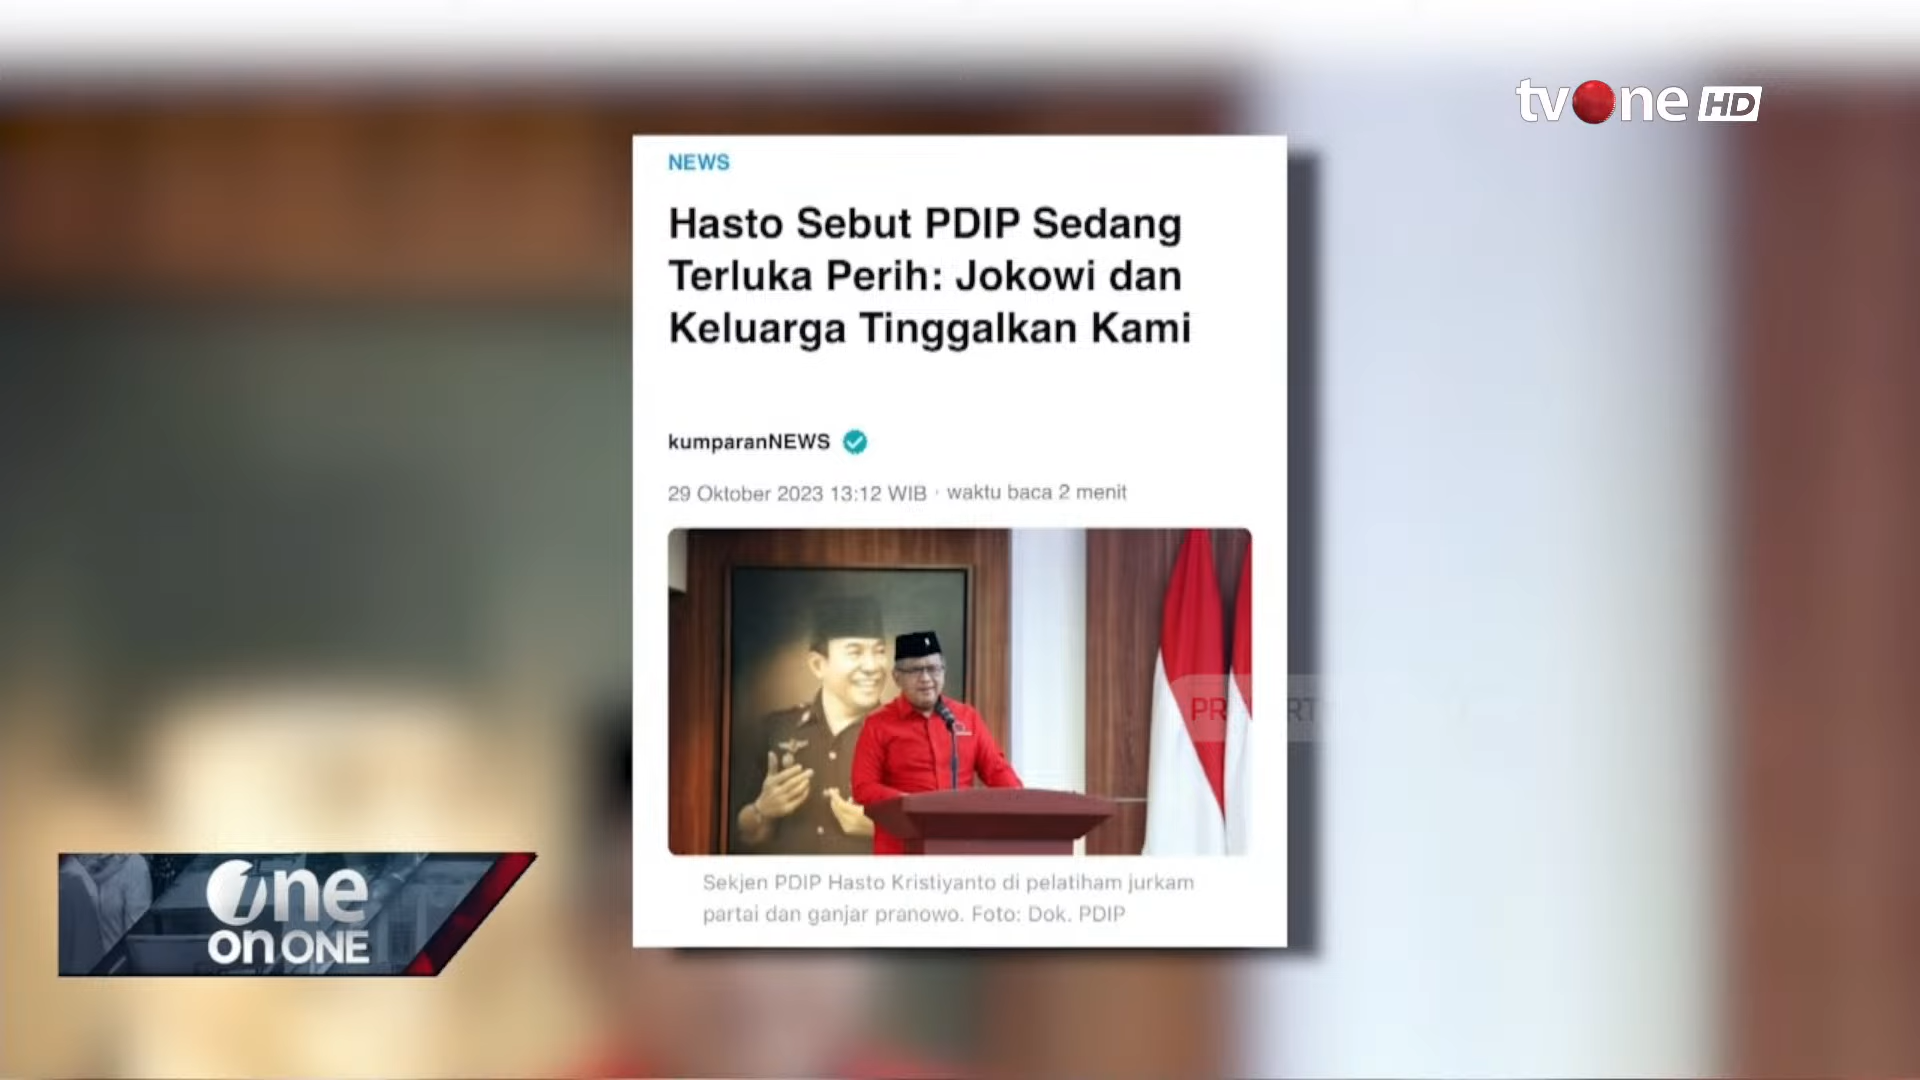 tvOne HD
NEWS
Hasto Sebut PDIP Sedang
Terluka Perih: Jokowi dan
Keluarga Tinggalkan Kami
kumparanNEWS
29 Oktober 2023 13:12 WIB · waktu baca 2 menit
Sekjen PDIP Hasto Kristiyanto di pelatiham jurkam
partai dan ganjar pranowo. Foto: Dok. PDIP
One
on ONE